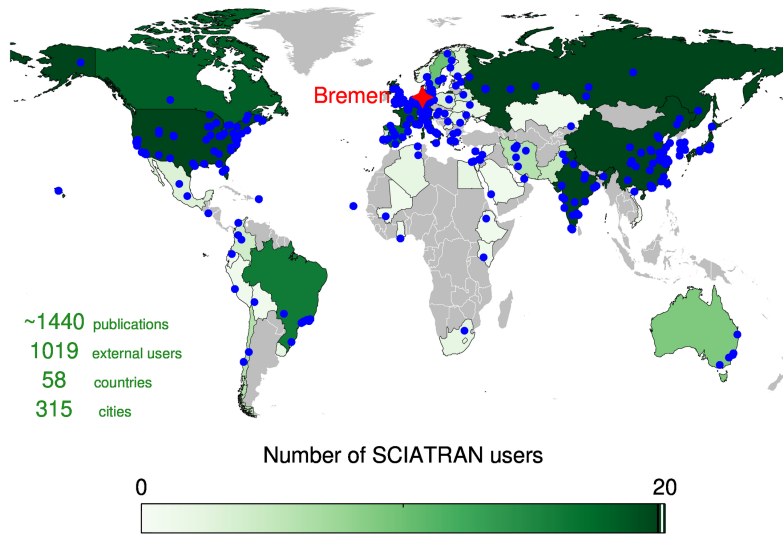 Bremen
~1440 publications
1019 external users
58 countries
315 cities
Number of SCIATRAN users
0 20